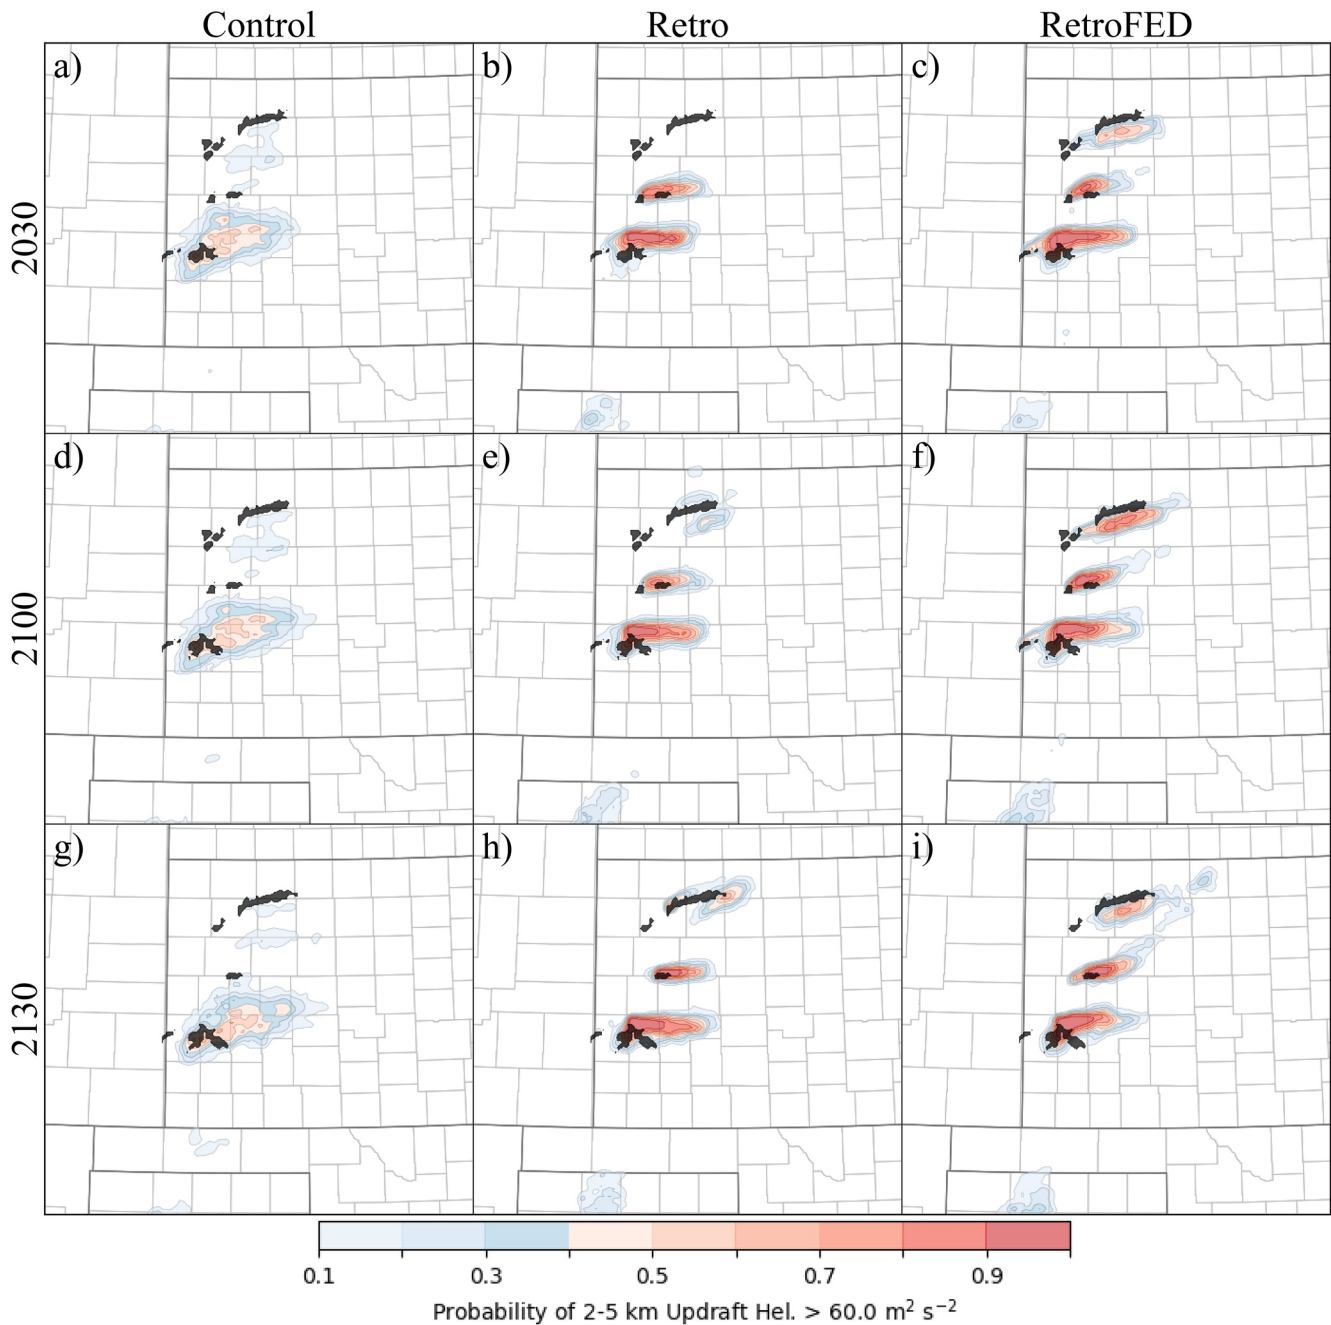 Control Retro RetroFED
a) b) c)
2030
d) e) f)
2100
g) h) i)
2130
0.1 0.3 0.5 0.7 0.9
Probability of 2-5 km Updraft Hel. > 60.0 m² s⁻²